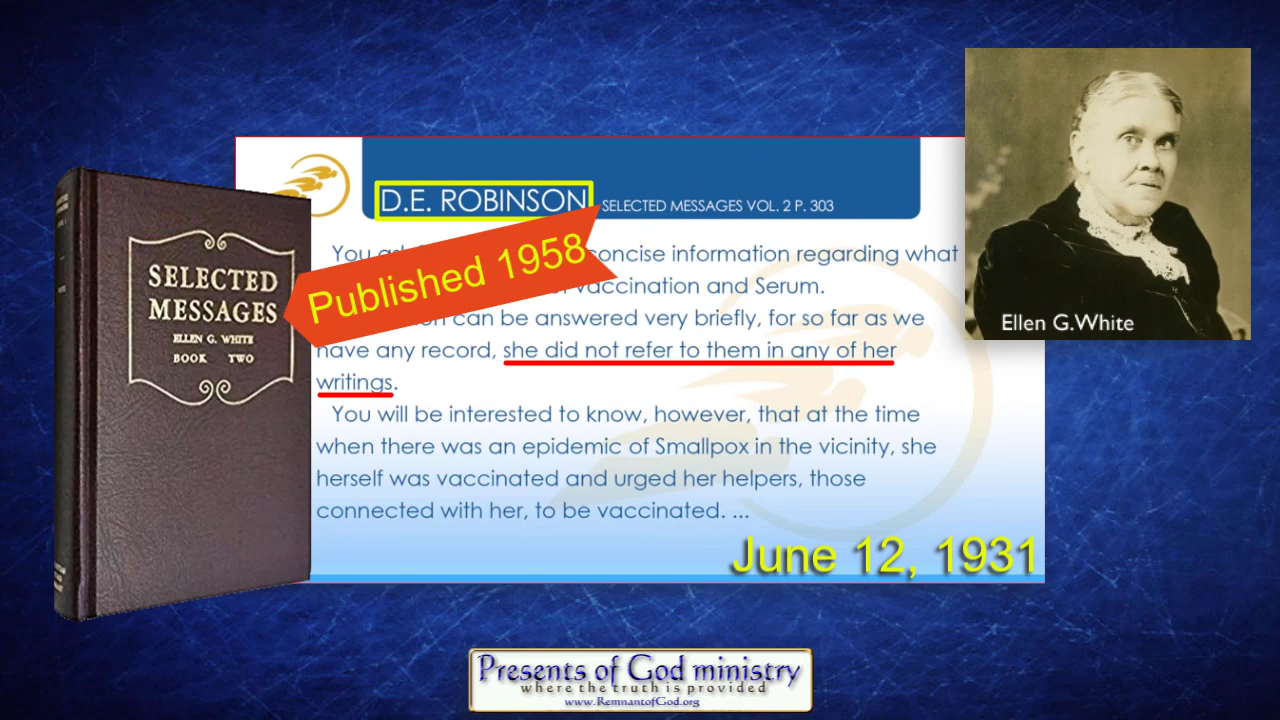 D.E. ROBINSON SELECTED MESSAGES VOL. 2 P. 303
You concise information regarding what
vaccination and Serum.
can be answered very briefly, for so far as we
have any record, she did not refer to them in any of her
writings.
You will be interested to know, however, that at the time
when there was an epidemic of Smallpox in the vicinity, she
herself was vaccinated and urged her helpers, those
connected with her, to be vaccinated. ...
June 12, 1931
Published 1958
SELECTED
MESSAGES
ELLEN G. WHITE
BOOK TWO
Ellen G.White
Presents of God ministry
where the truth is provided
www.RemnantofGod.org